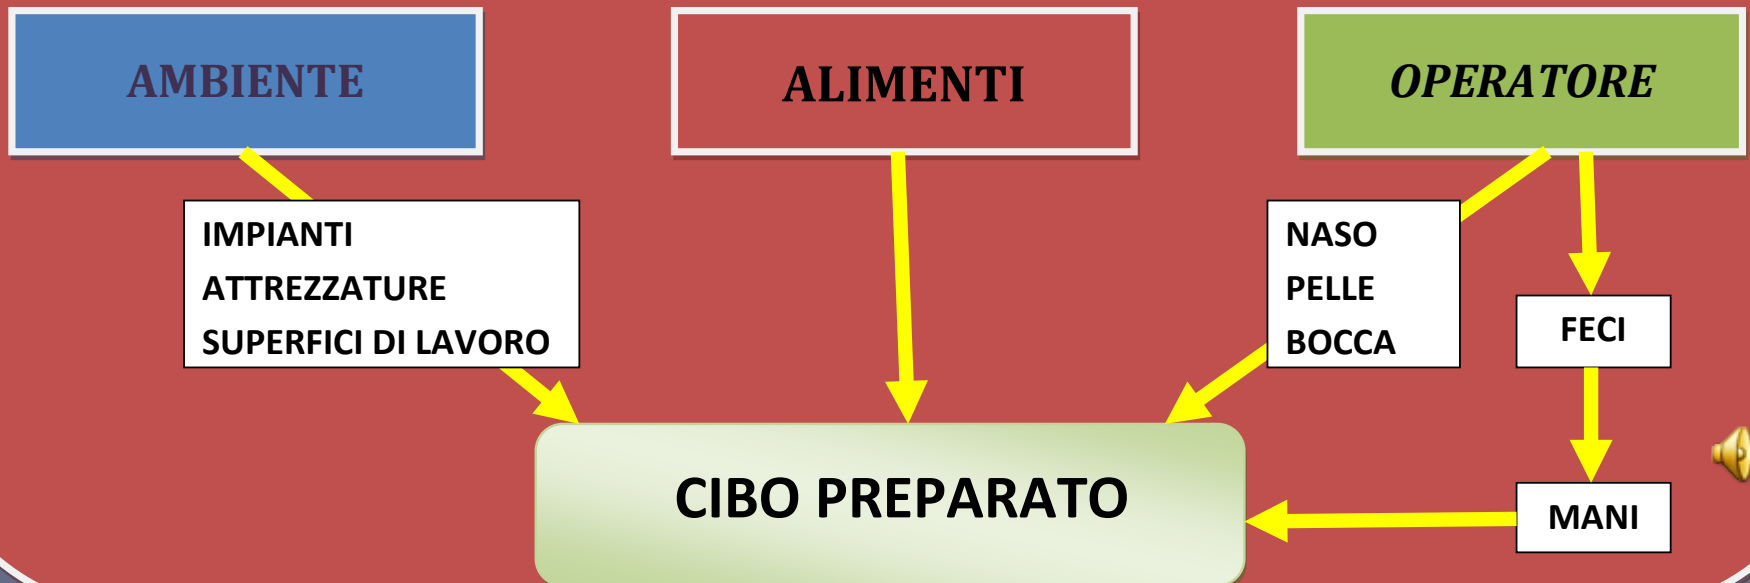 AMBIENTE
ALIMENTI
OPERATORE
IMPIANTI
ATTREZZATURE
SUPERFICI DI LAVORO
NASO
PELLE
BOCCA
FECI
MANI
CIBO PREPARATO